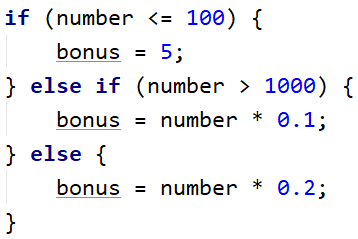 if (number <= 100) {
    bonus = 5;
} else if (number > 1000) {
    bonus = number * 0.1;
} else {
    bonus = number * 0.2;
}